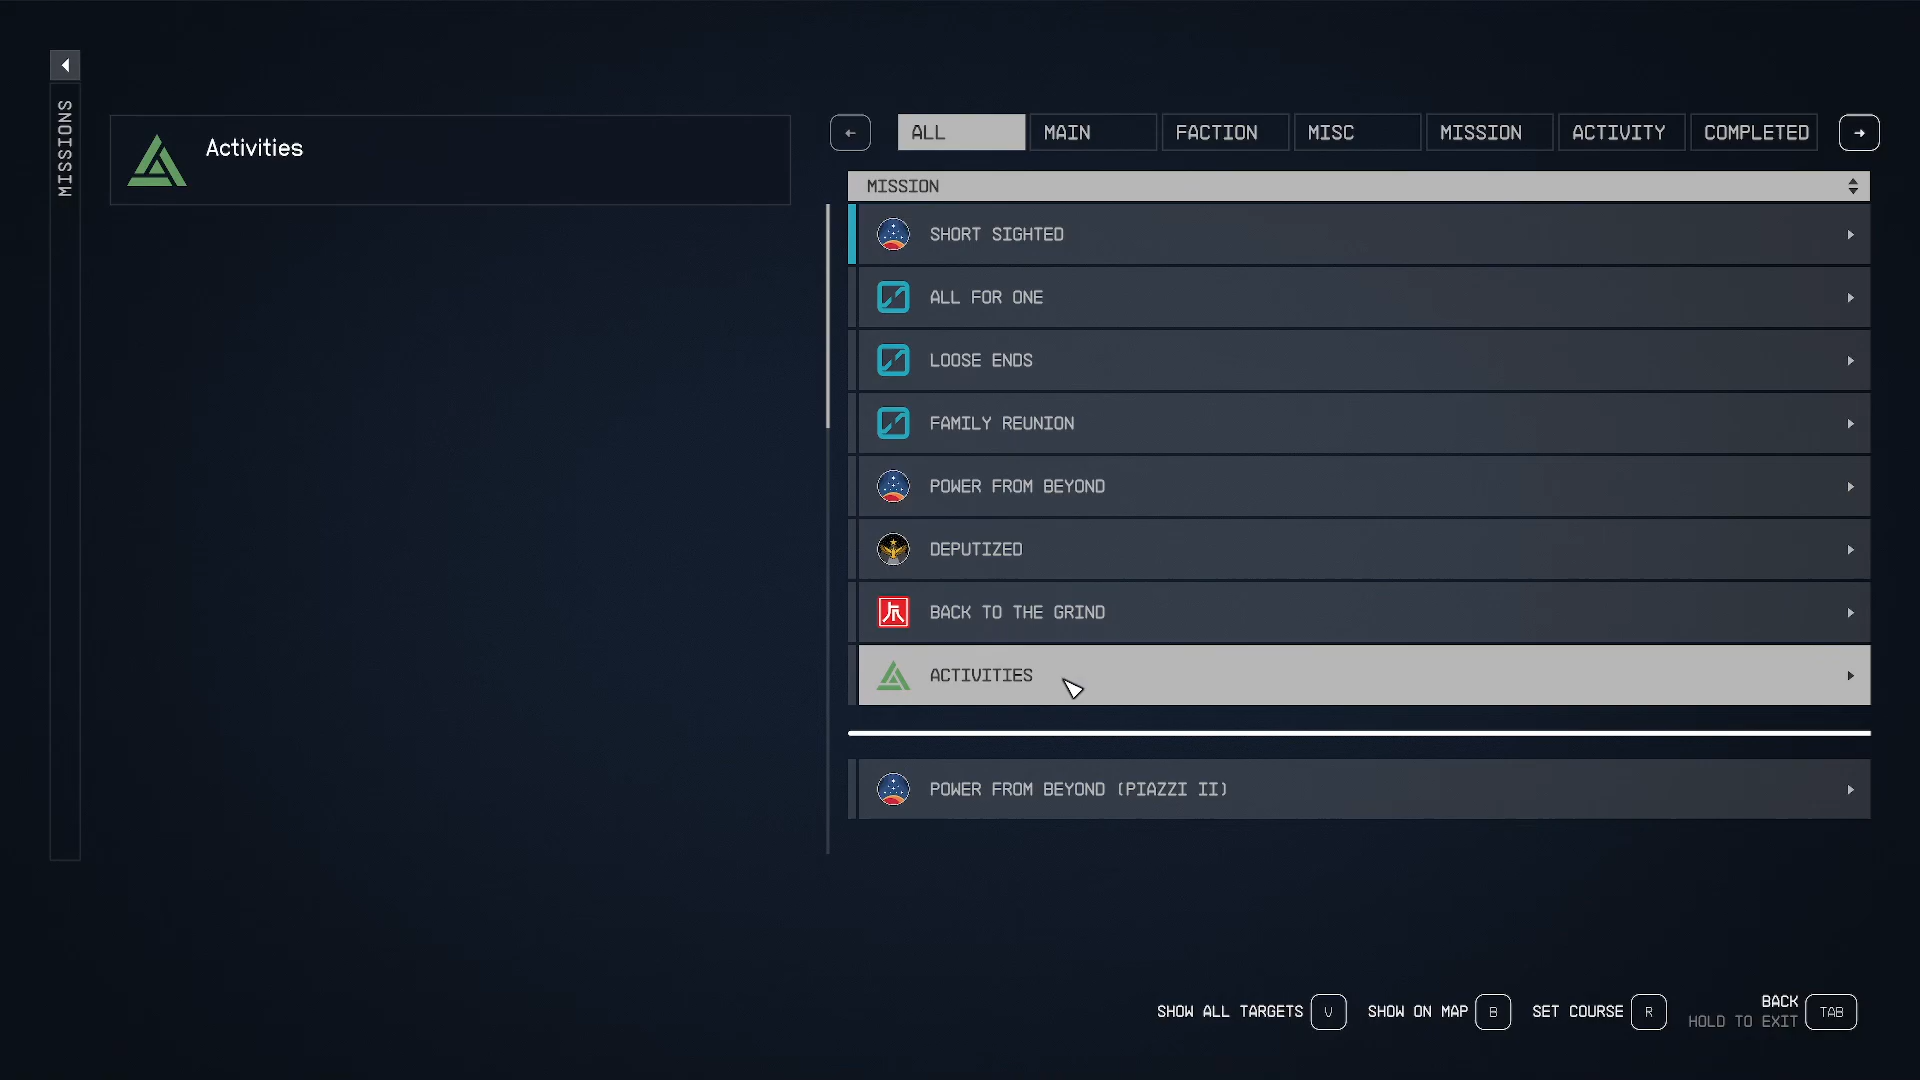 MISSIONS
Activities
ALL
MAIN
FACTION
MISC
MISSION
ACTIVITY
COMPLETED
MISSION
SHORT SIGHTED
ALL FOR ONE
LOOSE ENDS
FAMILY REUNION
POWER FROM BEYOND
DEPUTIZED
BACK TO THE GRIND
ACTIVITIES
POWER FROM BEYOND (PIAZZI II)
SHOW ALL TARGETS V
SHOW ON MAP B
SET COURSE R
BACK
HOLD TO EXIT TAB